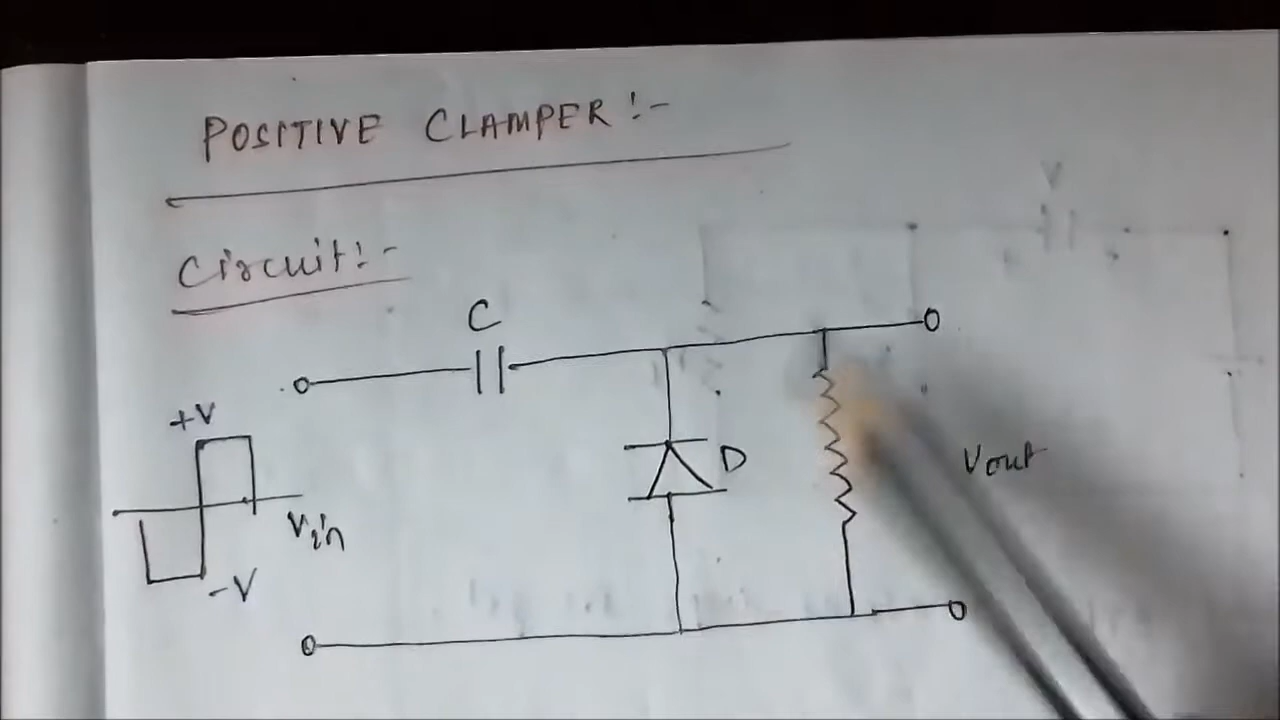 POSITIVE CLAMPER:-
Circuit:-
C
+V
D
Vout
Vin
-V
V